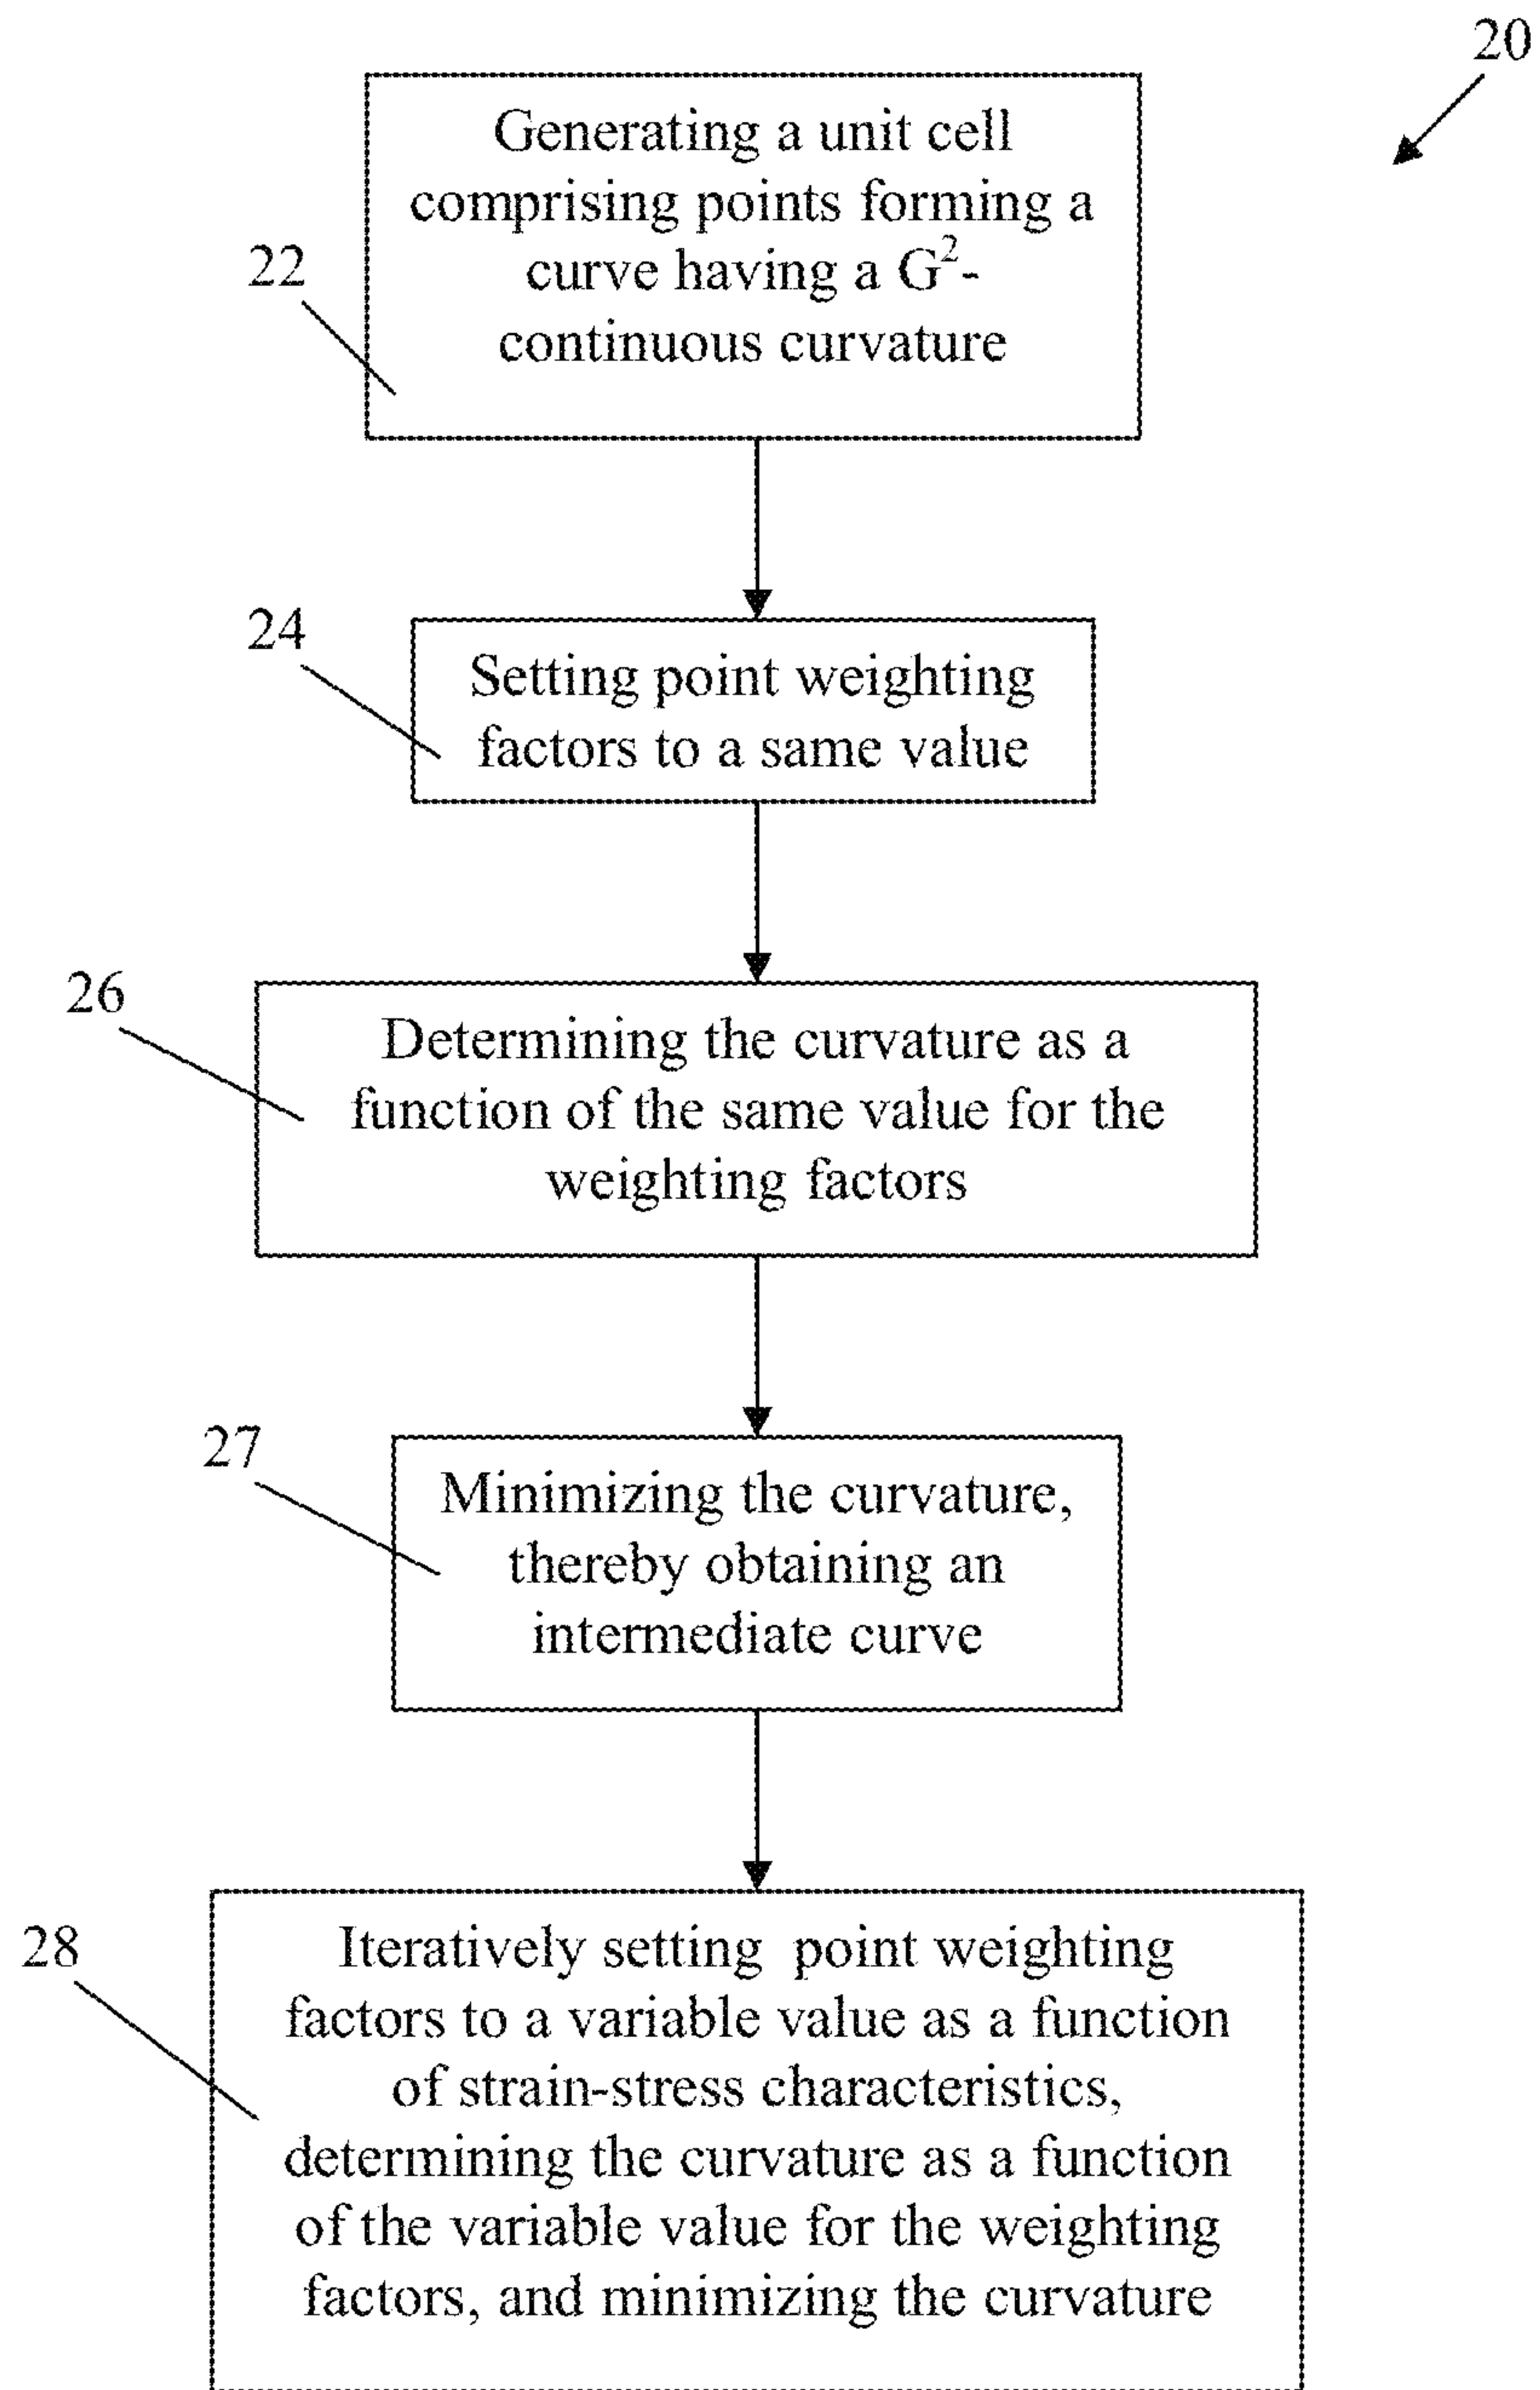 20
Generating a unit cell
comprising points forming a
curve having a G²-
continuous curvature
22
24
Setting point weighting
factors to a same value
26
Determining the curvature as a
function of the same value for the
weighting factors
27
Minimizing the curvature,
thereby obtaining an
intermediate curve
28
Iteratively setting point weighting
factors to a variable value as a function
of strain-stress characteristics,
determining the curvature as a function
of the variable value for the weighting
factors, and minimizing the curvature